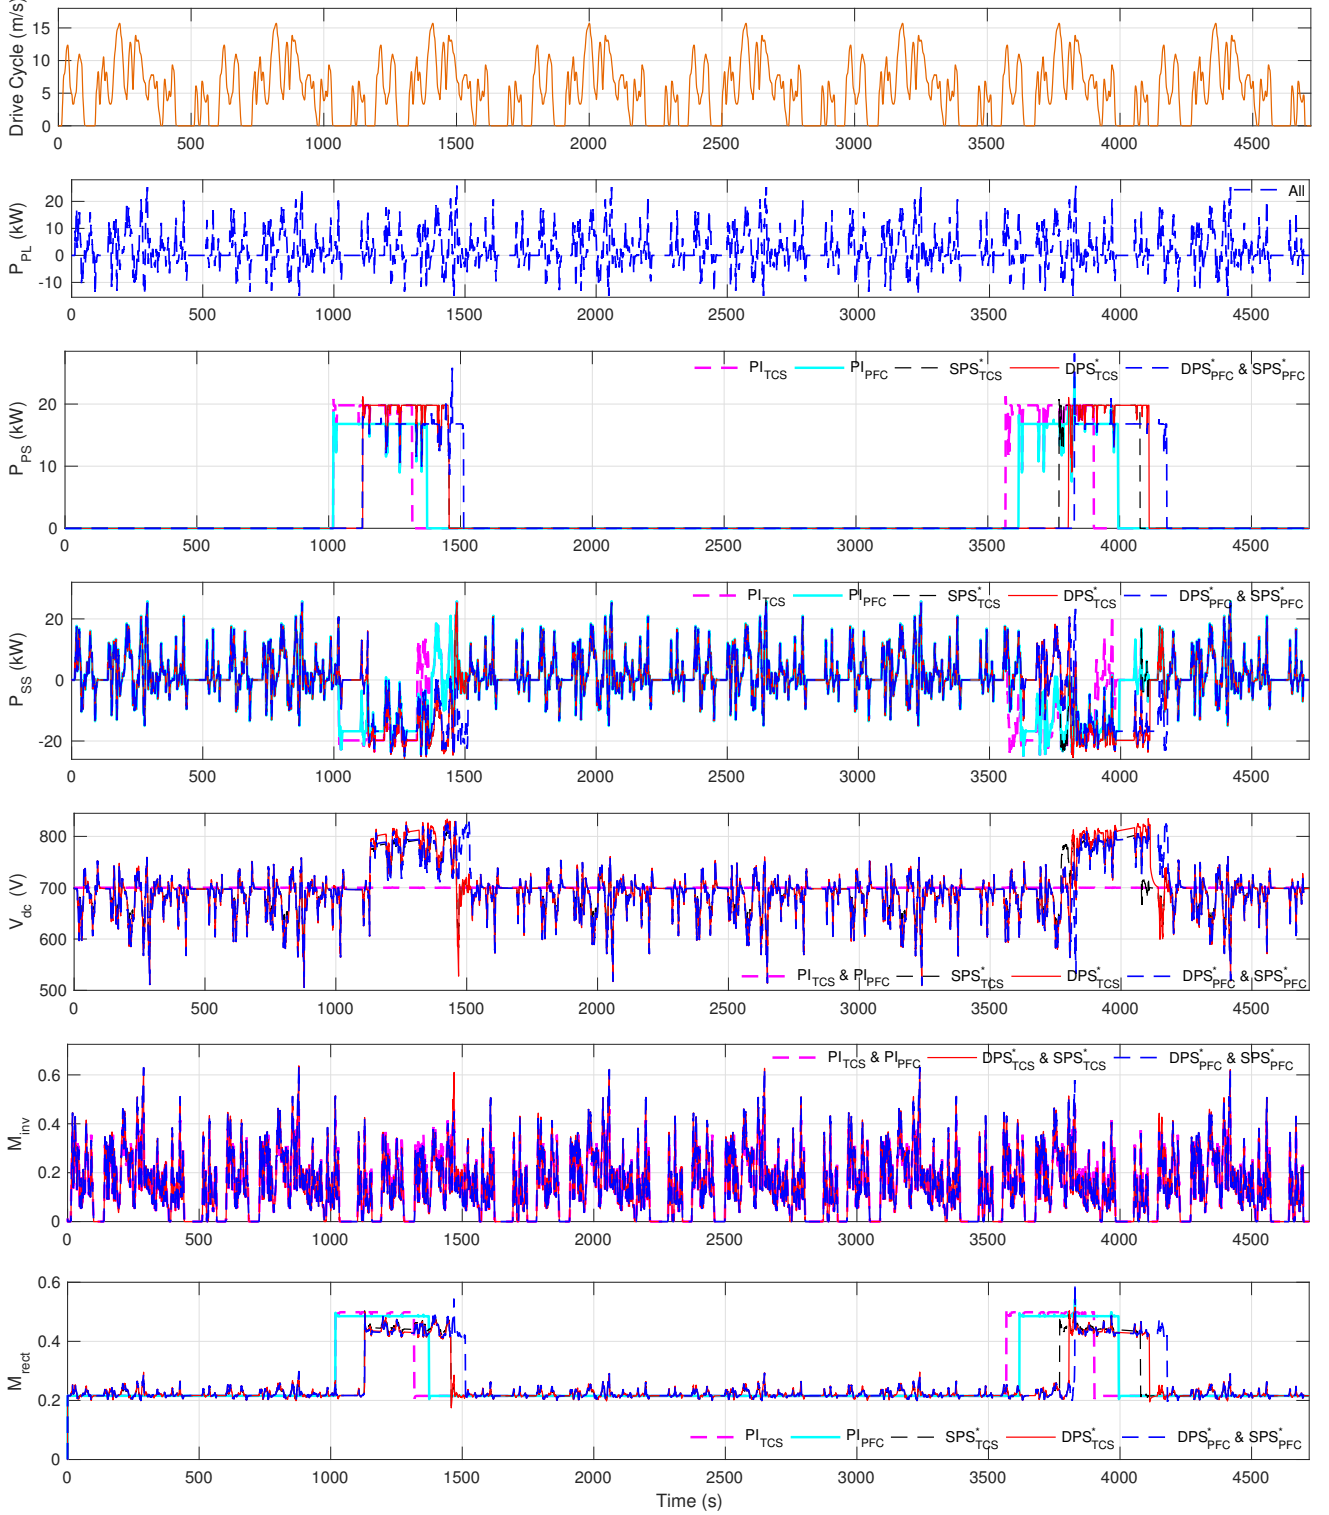 Drive Cycle (m/s)
15
10
5
0
0 500 1000 1500 2000 2500 3000 3500 4000 4500
P_PL (kW)
All
20
10
0
-10
0 500 1000 1500 2000 2500 3000 3500 4000 4500
P_PS (kW)
PI_TCS PI_PFC SPS*_TCS DPS*_TCS DPS*_PFC & SPS*_PFC
20
10
0
0 500 1000 1500 2000 2500 3000 3500 4000 4500
P_SS (kW)
PI_TCS PI_PFC SPS*_TCS DPS*_TCS DPS*_PFC & SPS*_PFC
20
0
-20
0 500 1000 1500 2000 2500 3000 3500 4000 4500
V_dc (V)
800
700
600
500
PI_TCS & PI_PFC SPS*_TCS DPS*_TCS DPS*_PFC & SPS*_PFC
0 500 1000 1500 2000 2500 3000 3500 4000 4500
M_inv
PI_TCS & PI_PFC DPS*_TCS & SPS*_TCS DPS*_PFC & SPS*_PFC
0.6
0.4
0.2
0
0 500 1000 1500 2000 2500 3000 3500 4000 4500
M_rect
0.6
0.4
0.2
0
PI_TCS PI_PFC SPS*_TCS DPS*_TCS DPS*_PFC & SPS*_PFC
0 500 1000 1500 2000 2500 3000 3500 4000 4500
Time (s)